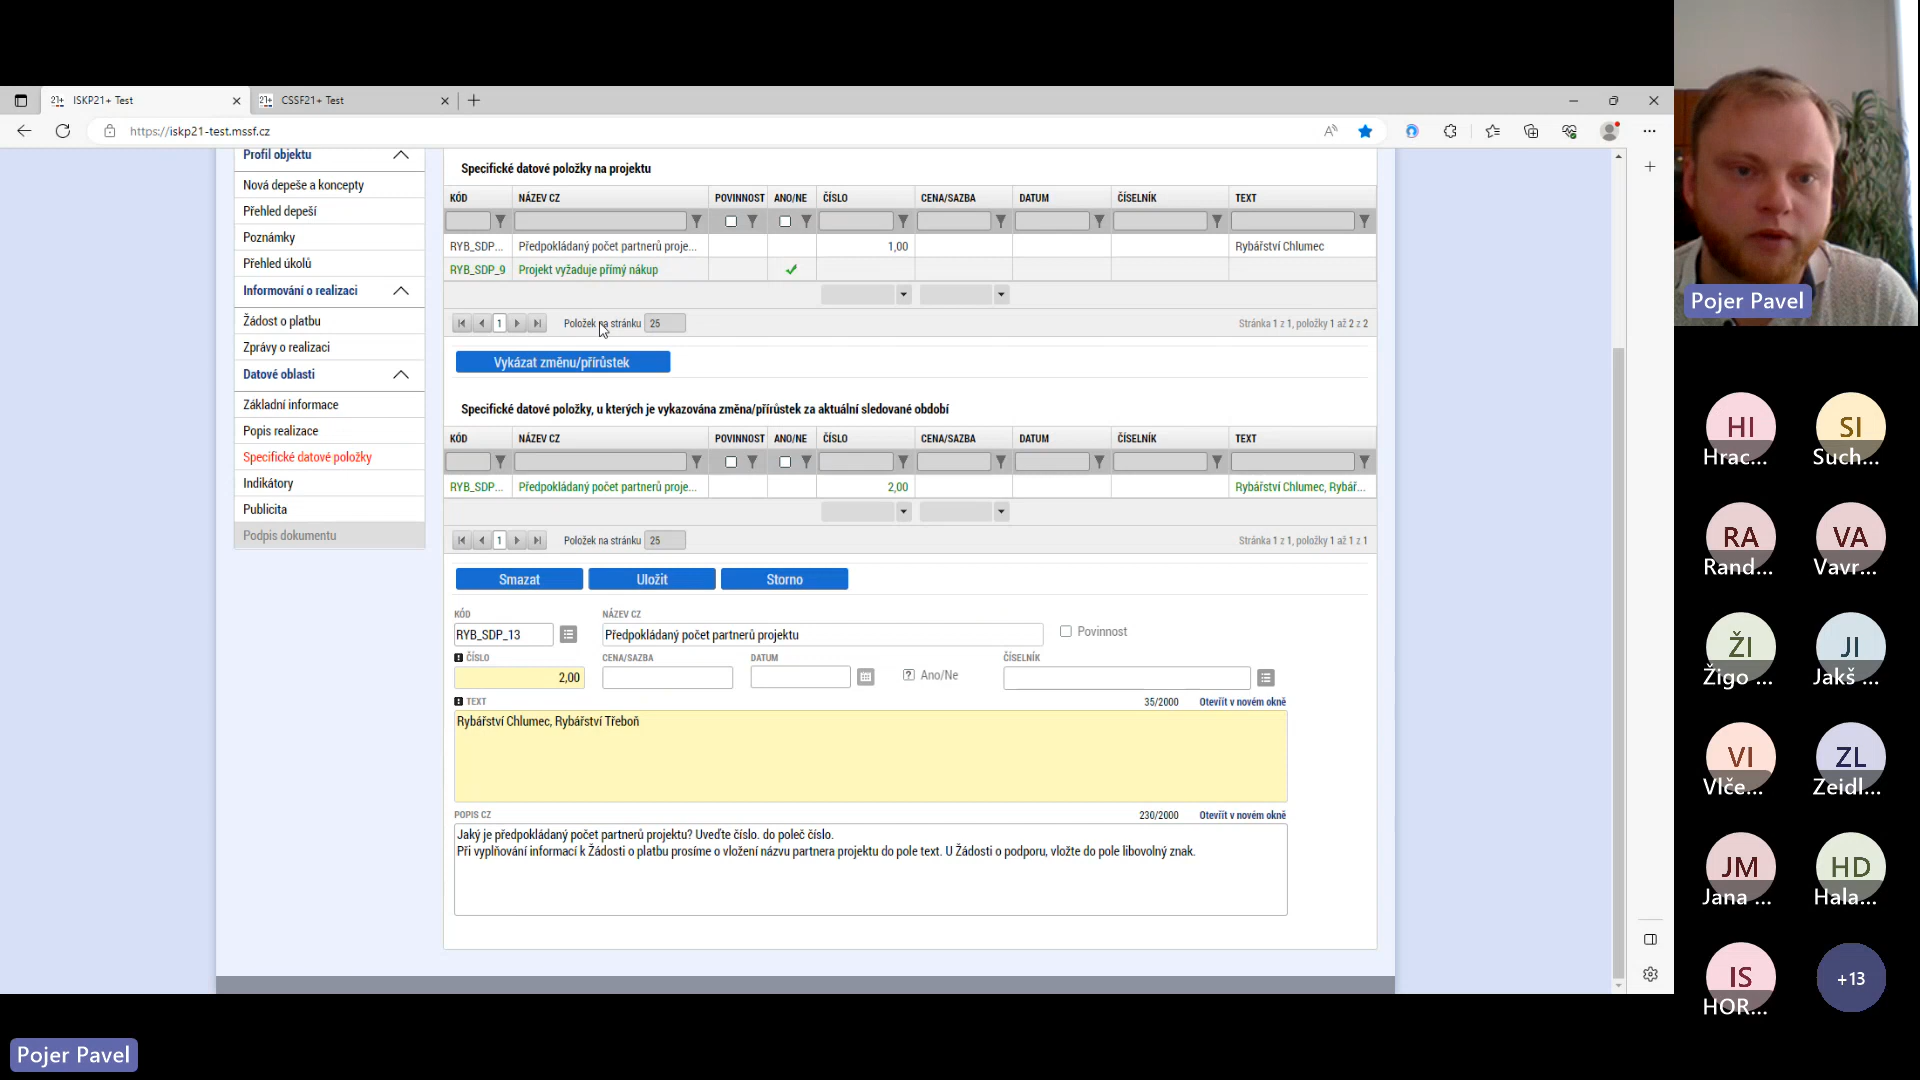 ISKP21+ Test
CSSF21+ Test
https://iskp21-test.mssf.cz
Profil objektu
Nová depeše a koncepty
Přehled depeší
Poznámky
Přehled úkolů
Informování o realizaci
Žádost o platbu
Zprávy o realizaci
Datové oblasti
Základní informace
Popis realizace
Specifické datové položky
Indikátory
Publicita
Podpis dokumentu
Specifické datové položky na projektu
KÓD NÁZEV CZ POVINNOST ANO/NE ČÍSLO CENA/SAZBA DATUM ČÍSELNÍK TEXT
RYB_SDP... Předpokládaný počet partnerů proje... 1,00 Rybářství Chlumec
RYB_SDP_9 Projekt vyžaduje přímý nákup
1 Položek na stránku 25 Stránka 1 z 1, položky 1 až 2 z 2
Vykázat změnu/přírůstek
Specifické datové položky, u kterých je vykazována změna/přírůstek za aktuální sledované období
KÓD NÁZEV CZ POVINNOST ANO/NE ČÍSLO CENA/SAZBA DATUM ČÍSELNÍK TEXT
RYB_SDP... Předpokládaný počet partnerů proje... 2,00 Rybářství Chlumec, Rybář...
1 Položek na stránku 25 Stránka 1 z 1, položky 1 až 1 z 1
Smazat Uložit Storno
KÓD NÁZEV CZ
RYB_SDP_13 Předpokládaný počet partnerů projektu Povinnost
ČÍSLO CENA/SAZBA DATUM ČÍSELNÍK
2,00 Ano/Ne
TEXT 35/2000 Otevřít v novém okně
Rybářství Chlumec, Rybářství Třeboň
POPIS CZ 230/2000 Otevřít v novém okně
Jaký je předpokládaný počet partnerů projektu? Uveďte číslo. do poleč číslo.
Při vyplňování informací k Žádosti o platbu prosíme o vložení názvu partnera projektu do pole text. U Žádosti o podporu, vložte do pole libovolný znak.
Pojer Pavel
HI SI
Hrac... Such...
RA VA
Rand... Vavr...
ŽI JI
Žigo ... Jakš ...
VI ZL
Vlče... Zeidl...
JM HD
Jana ... Hala...
IS +13
HOR...
Pojer Pavel